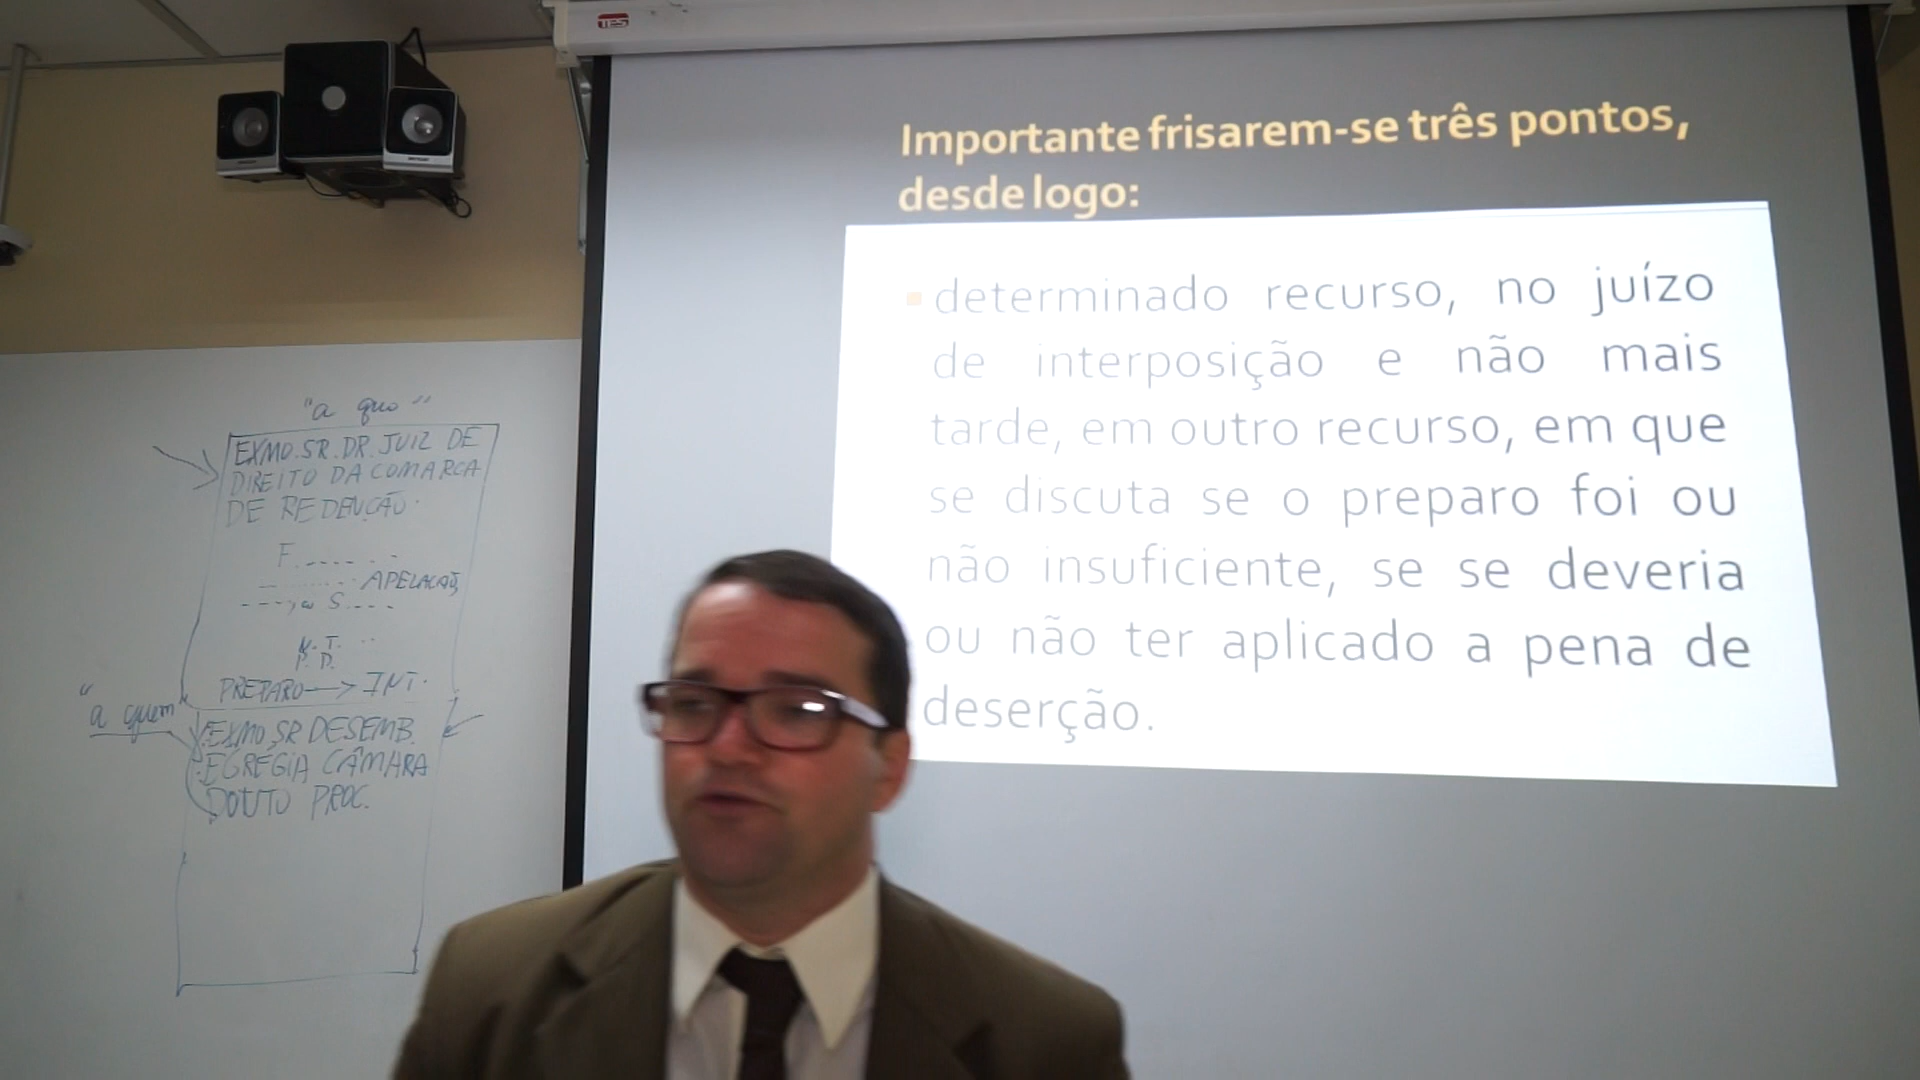 TPS
Importante frisarem-se três pontos,
desde logo:
determinado recurso, no juízo
de interposição e não mais
tarde, em outro recurso, em que
se discuta se o preparo foi ou
não insuficiente, se se deveria
ou não ter aplicado a pena de
deserção.
"a quo"
EXMO.SR.DR.JUIZ DE
DIREITO DA COMARCA
DE REDENÇÃO.
F.
APELAÇÃO,
S....
P. D.
PREPARO → INT.
"a quem
EXMO SR DESEMB.
EGRÉGIA CÂMARA
DOUTO PROC.